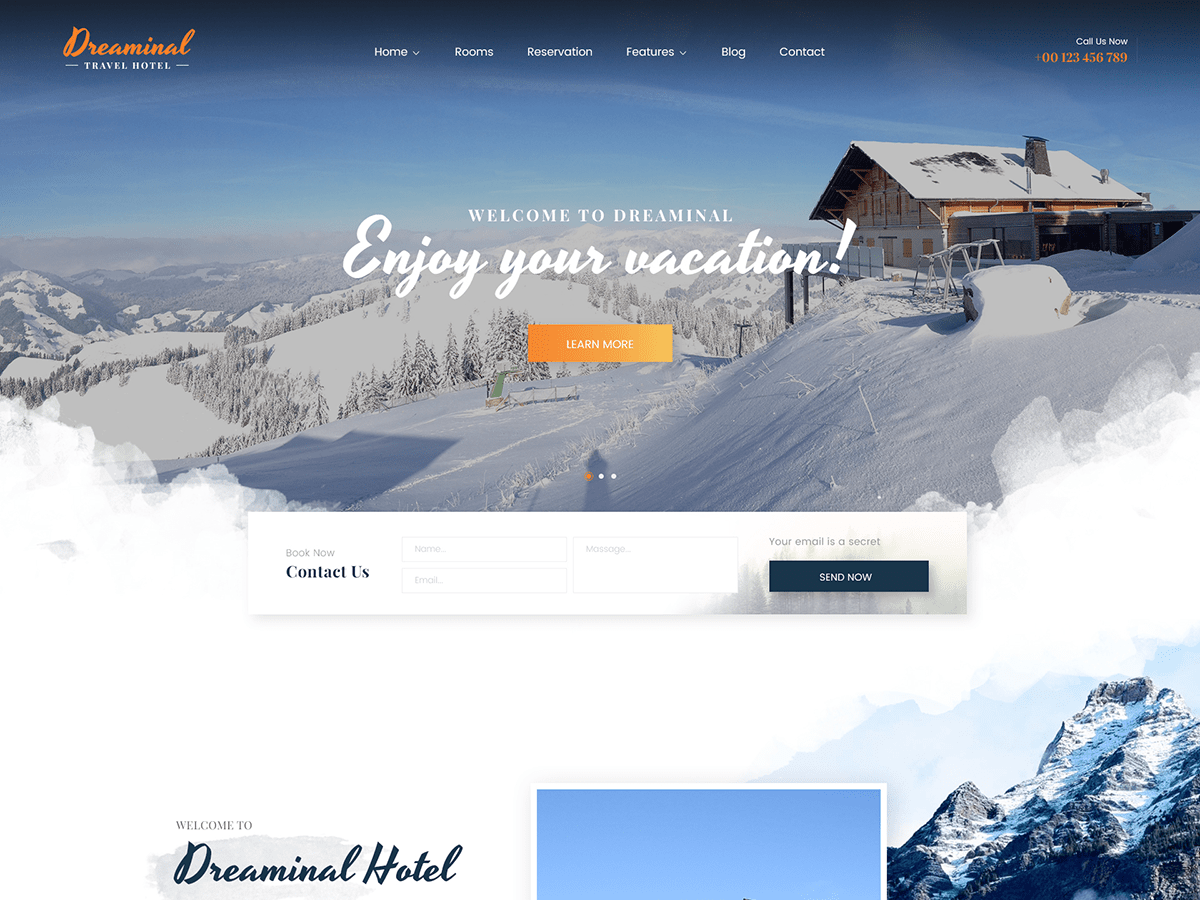 Dreaminal
TRAVEL HOTEL
Home
Rooms
Reservation
Features
Blog
Contact
Call Us Now
+00 123 456 789
WELCOME TO DREAMINAL
Enjoy your vacation!
LEARN MORE
Book Now
Contact Us
Name...
Email...
Massage...
Your email is a secret
SEND NOW
WELCOME TO
Dreaminal Hotel